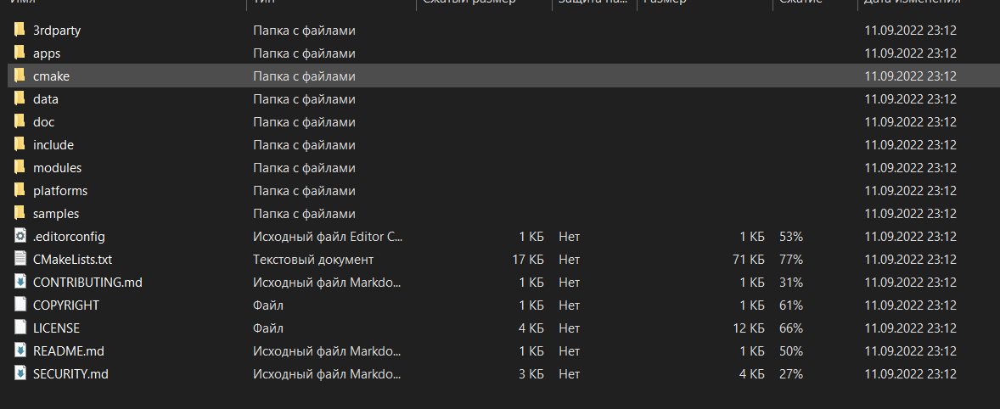 Имя Тип Сжатый размер Защита па... Размер Сжатие Дата изменения
3rdparty Папка с файлами 11.09.2022 23:12
apps Папка с файлами 11.09.2022 23:12
cmake Папка с файлами 11.09.2022 23:12
data Папка с файлами 11.09.2022 23:12
doc Папка с файлами 11.09.2022 23:12
include Папка с файлами 11.09.2022 23:12
modules Папка с файлами 11.09.2022 23:12
platforms Папка с файлами 11.09.2022 23:12
samples Папка с файлами 11.09.2022 23:12
.editorconfig Исходный файл Editor C... 1 КБ Нет 1 КБ 53% 11.09.2022 23:12
CMakeLists.txt Текстовый документ 17 КБ Нет 71 КБ 77% 11.09.2022 23:12
CONTRIBUTING.md Исходный файл Markdo... 1 КБ Нет 1 КБ 31% 11.09.2022 23:12
COPYRIGHT Файл 1 КБ Нет 1 КБ 61% 11.09.2022 23:12
LICENSE Файл 4 КБ Нет 12 КБ 66% 11.09.2022 23:12
README.md Исходный файл Markdo... 1 КБ Нет 1 КБ 50% 11.09.2022 23:12
SECURITY.md Исходный файл Markdo... 3 КБ Нет 4 КБ 27% 11.09.2022 23:12